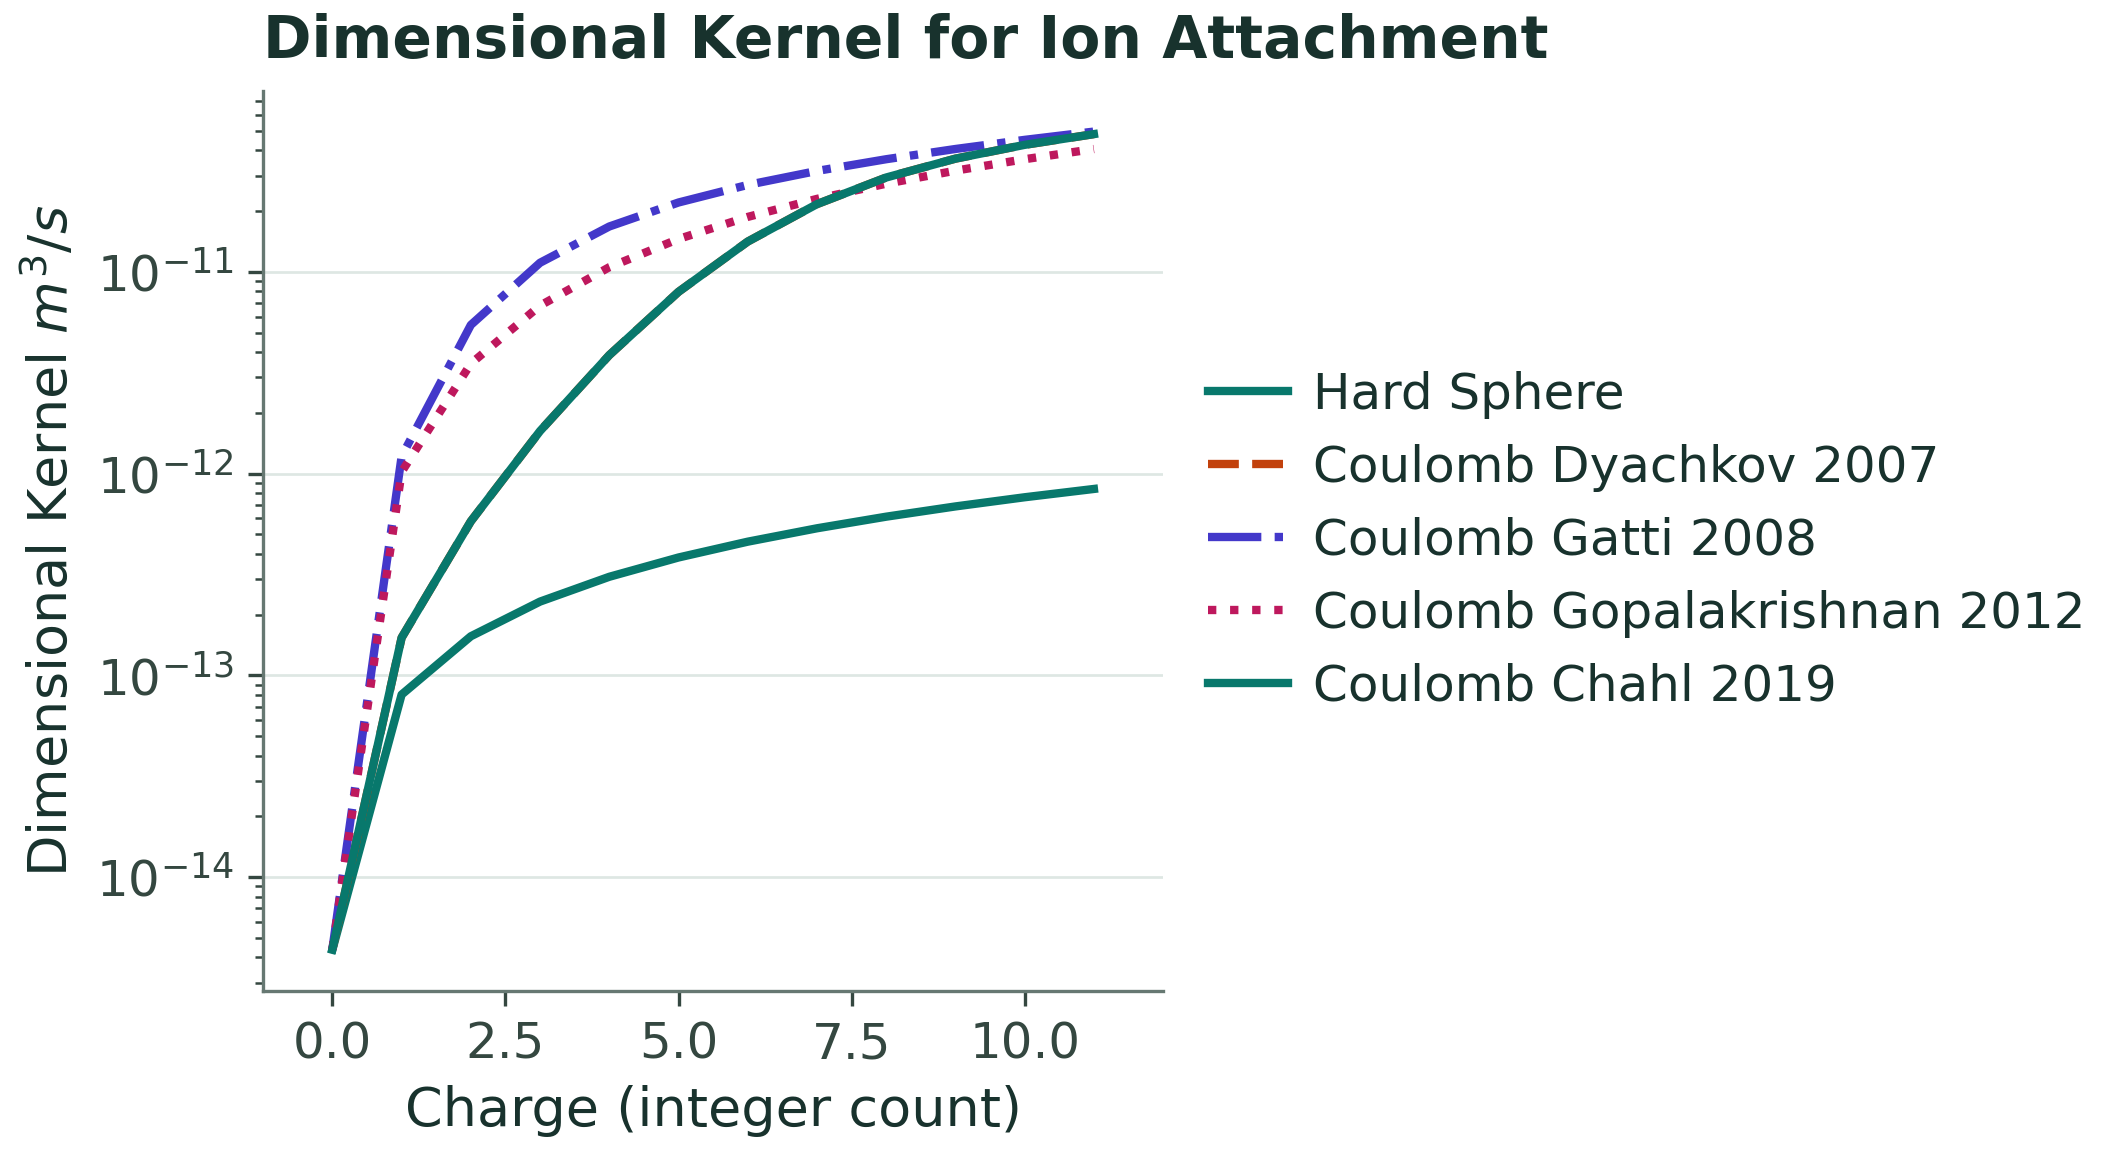 Dimensional Kernel for Ion Attachment
Dimensional Kernel m³/s
10⁻¹¹
10⁻¹²
10⁻¹³
10⁻¹⁴
0.0 2.5 5.0 7.5 10.0
Charge (integer count)
Hard Sphere
Coulomb Dyachkov 2007
Coulomb Gatti 2008
Coulomb Gopalakrishnan 2012
Coulomb Chahl 2019